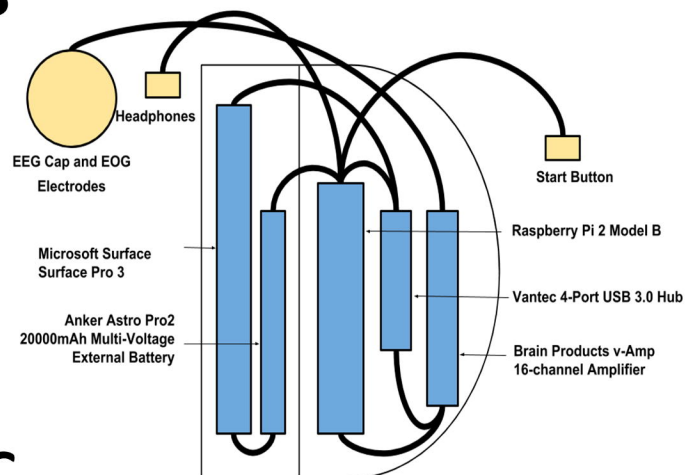 Headphones
EEG Cap and EOG
Electrodes
Start Button
Microsoft Surface
Surface Pro 3
Raspberry Pi 2 Model B
Vantec 4-Port USB 3.0 Hub
Anker Astro Pro2
20000mAh Multi-Voltage
External Battery
Brain Products v-Amp
16-channel Amplifier